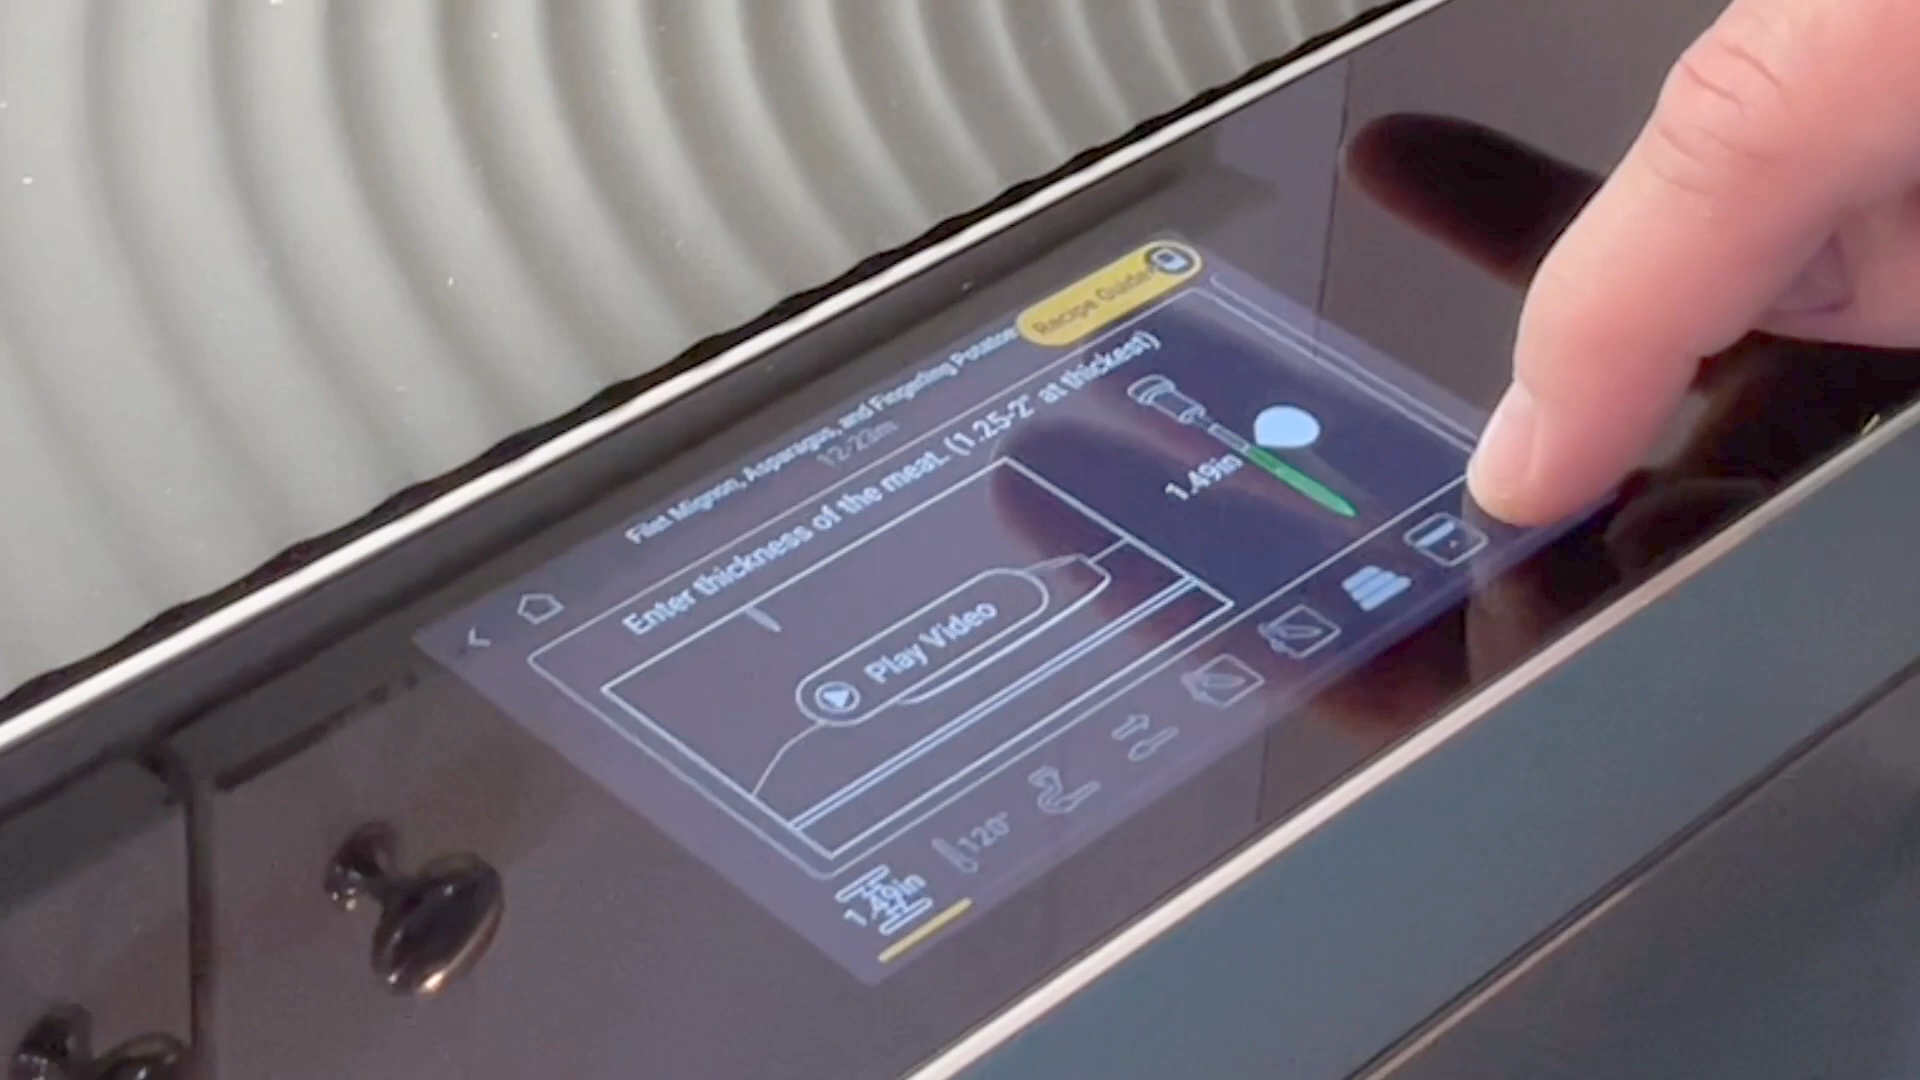 Filet Mignon, Asparagus, and Fingerling Potatoes
Recipe Guide
12-23m
Enter thickness of the meat. (1.25-2" at thickest)
Play Video
1.49in
1.49in
120°